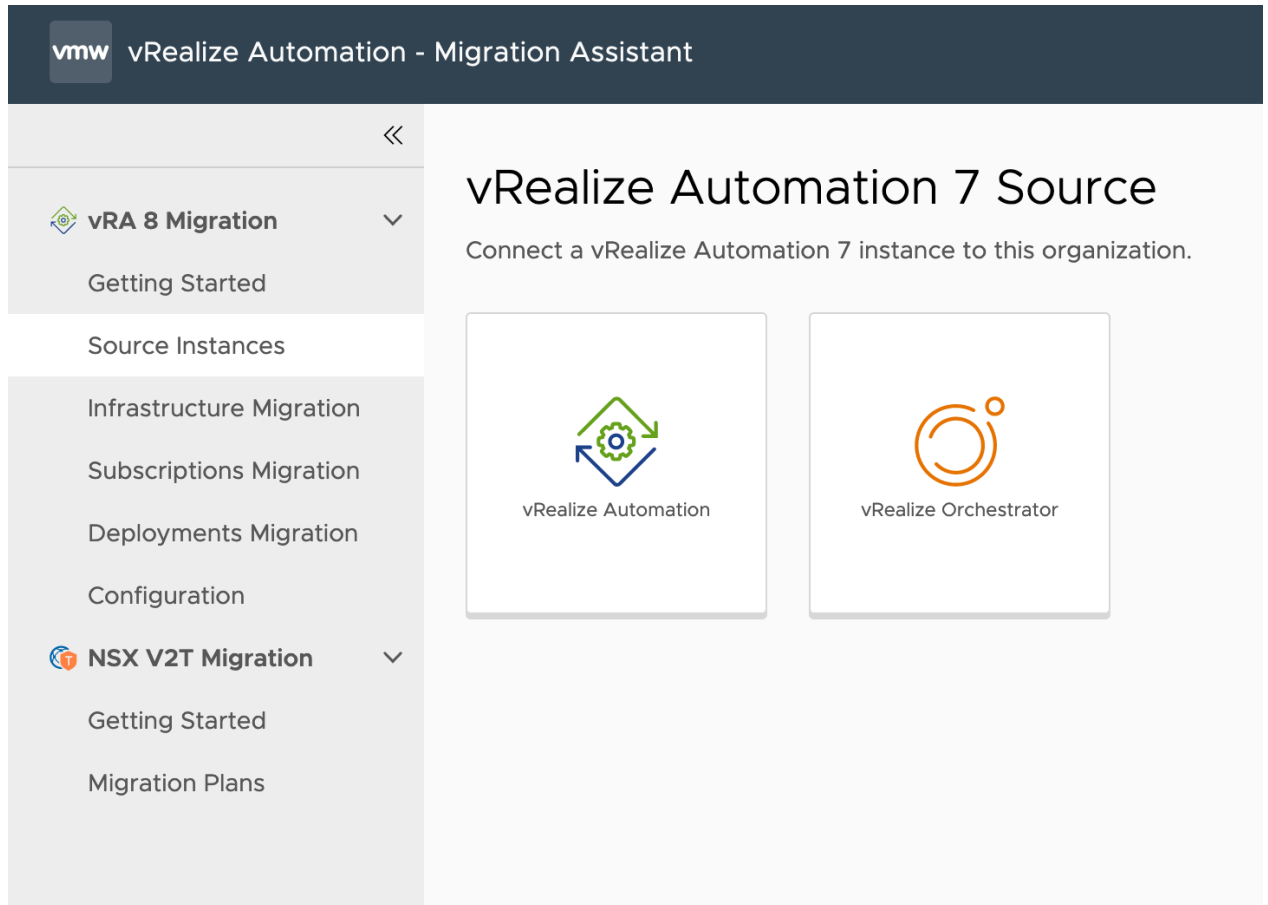 vmw vRealize Automation - Migration Assistant
vRA 8 Migration
Getting Started
Source Instances
Infrastructure Migration
Subscriptions Migration
Deployments Migration
Configuration
NSX V2T Migration
Getting Started
Migration Plans
vRealize Automation 7 Source
Connect a vRealize Automation 7 instance to this organization.
vRealize Automation
vRealize Orchestrator